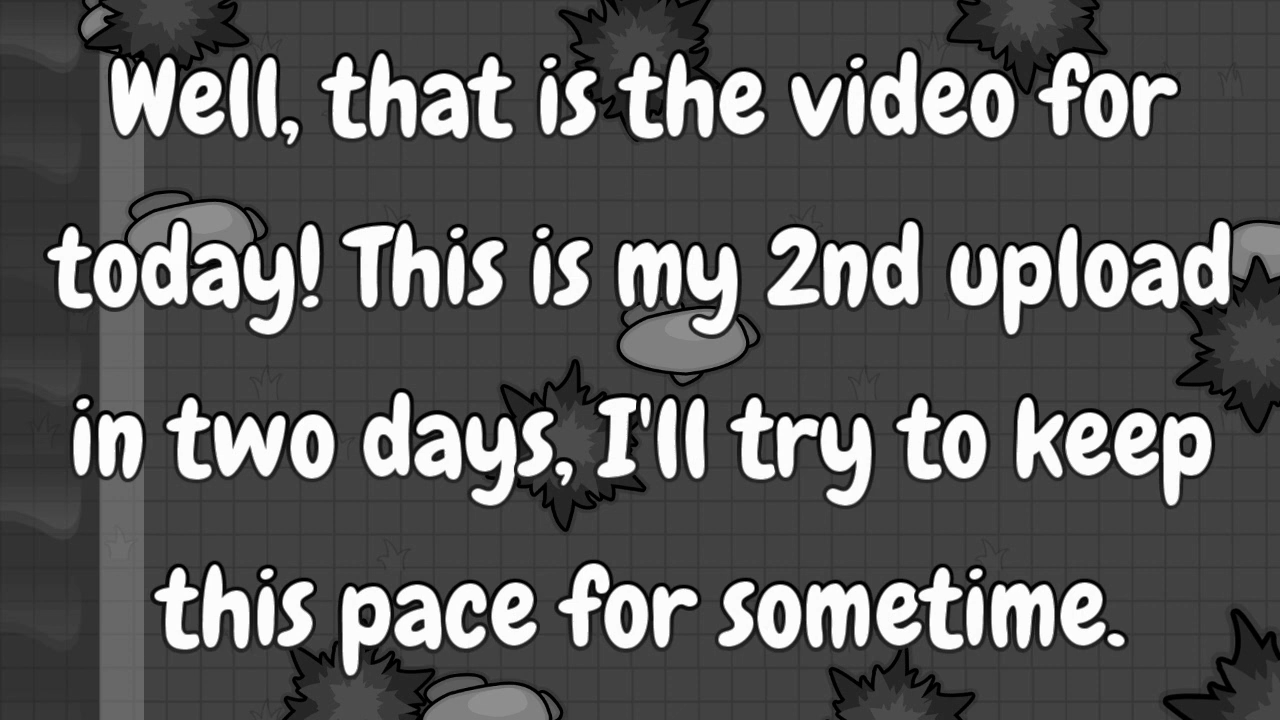 Well, that is the video for
today! This is my 2nd upload
in two days, I'll try to keep
this pace for sometime.